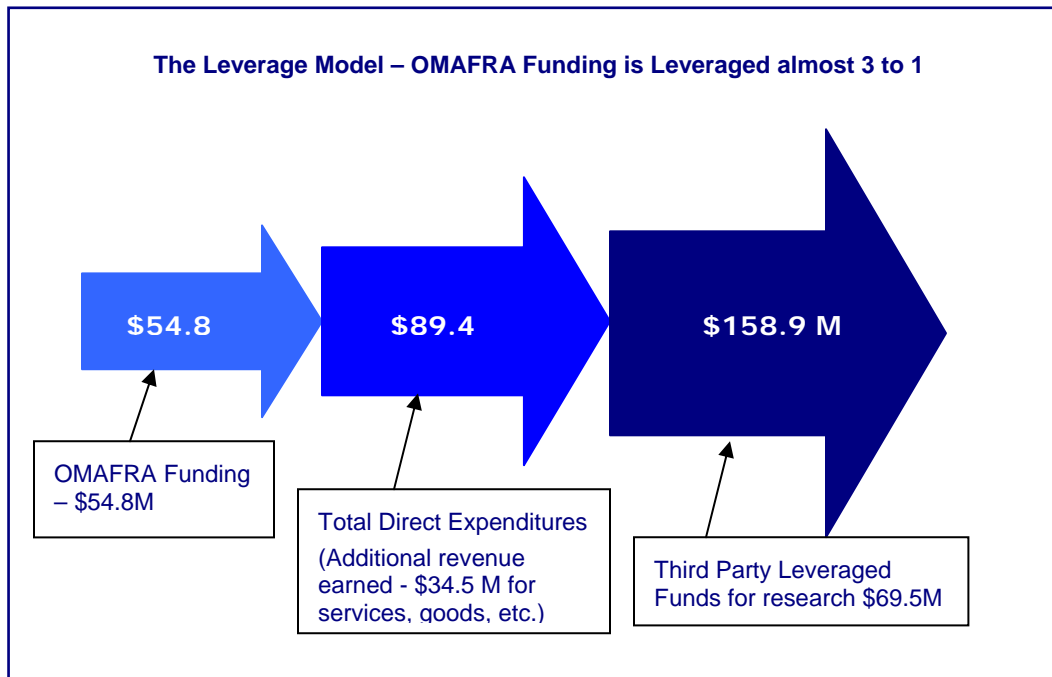 The Leverage Model – OMAFRA Funding is Leveraged almost 3 to 1
$54.8
$89.4
$158.9 M
OMAFRA Funding
– $54.8M
Total Direct Expenditures
(Additional revenue
earned - $34.5 M for
services, goods, etc.)
Third Party Leveraged
Funds for research $69.5M